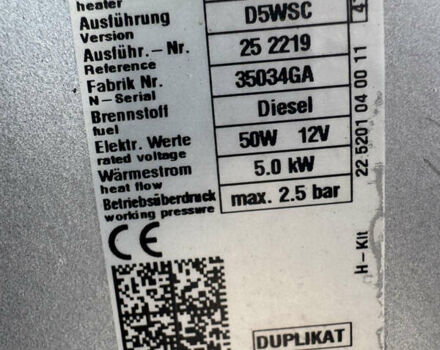 heater
Ausführung D5WSC
Version
Ausführ.-Nr. 25 2219
Reference
Fabrik Nr. 35034GA
N-Serial
Brennstoff Diesel
fuel
Elektr. Werte 50W 12V
rated voltage
Wärmestrom 5.0 kW
heat flow
Betriebsüberdruck max. 2.5 bar
working pressure
CE
DUPLIKAT
H-Kit 22 5201 04 00 11